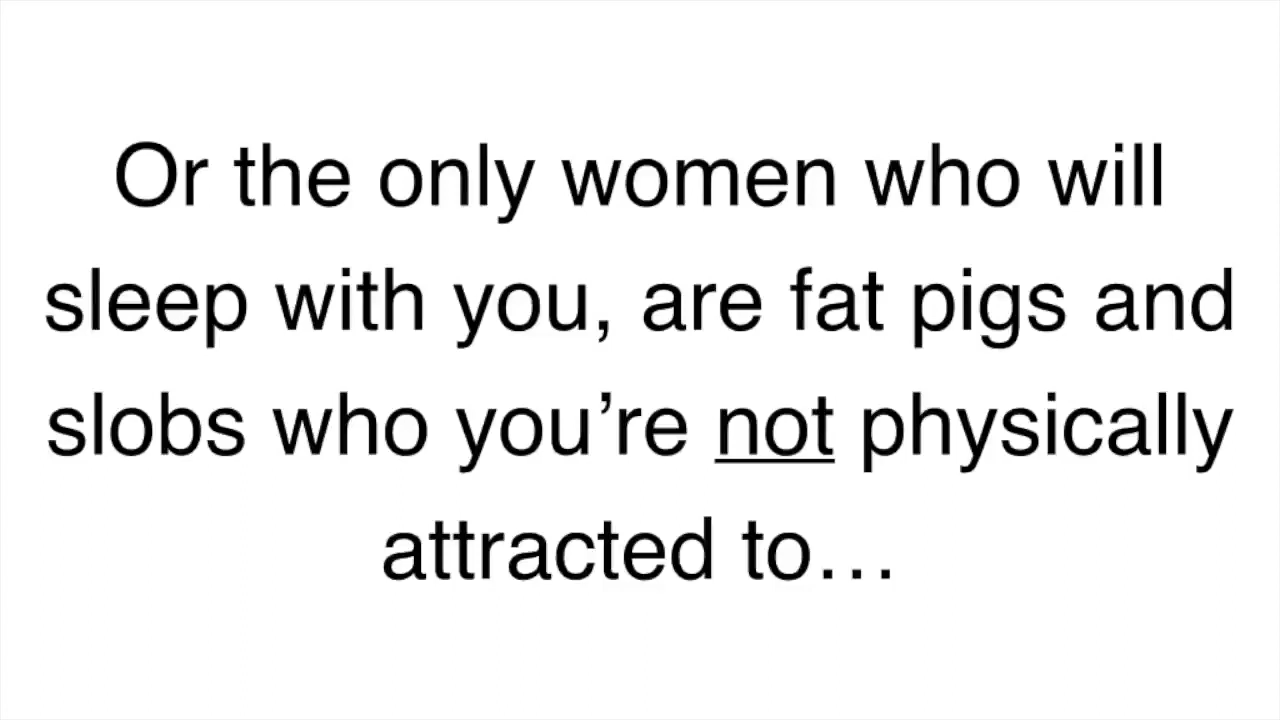 Or the only women who will
sleep with you, are fat pigs and
slobs who you’re not physically
attracted to…